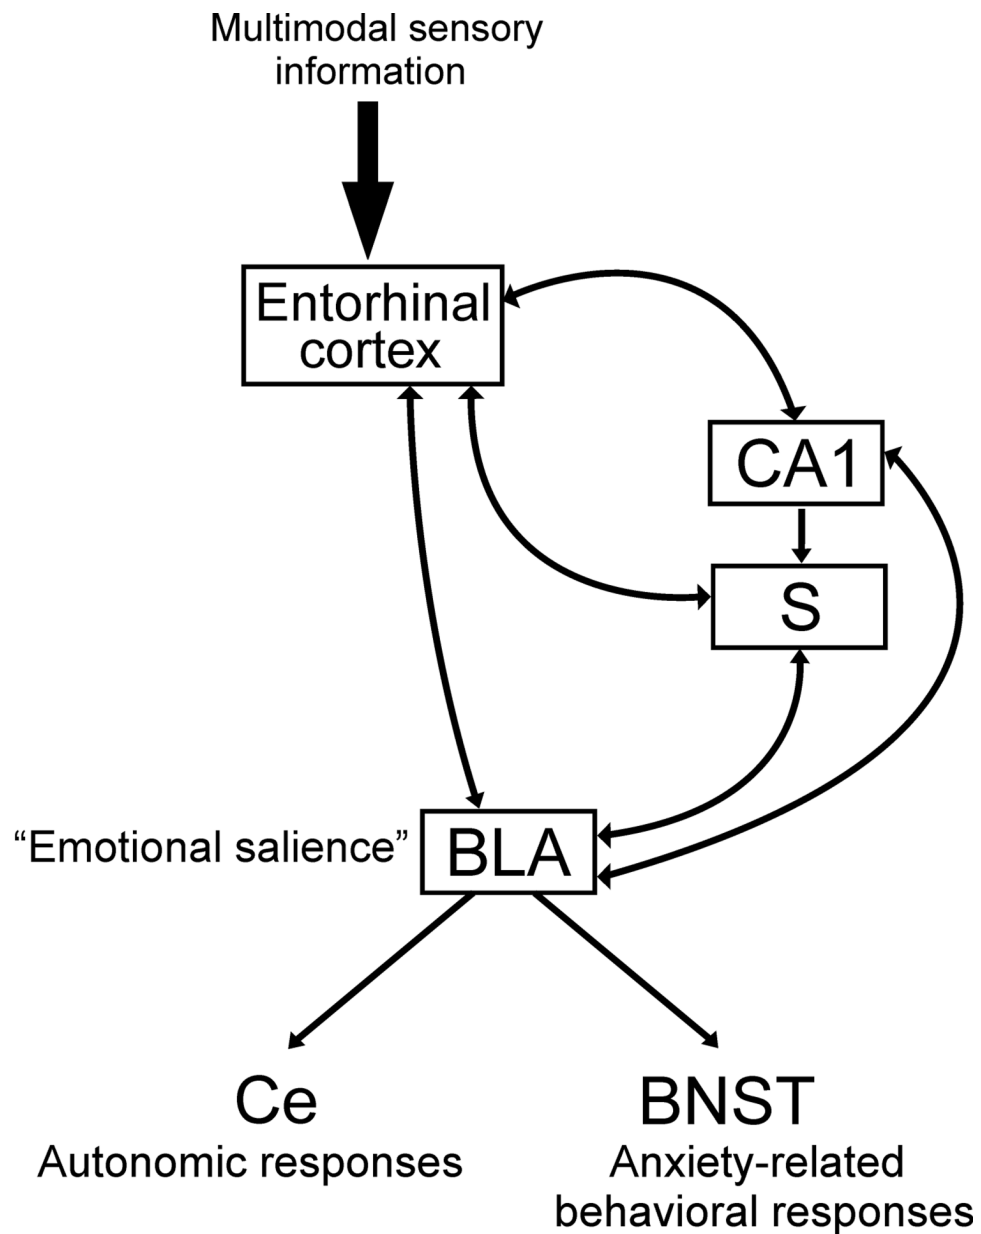 Multimodal sensory
information
Entorhinal
cortex
CA1
S
“Emotional salience”
BLA
Ce
Autonomic responses
BNST
Anxiety-related
behavioral responses